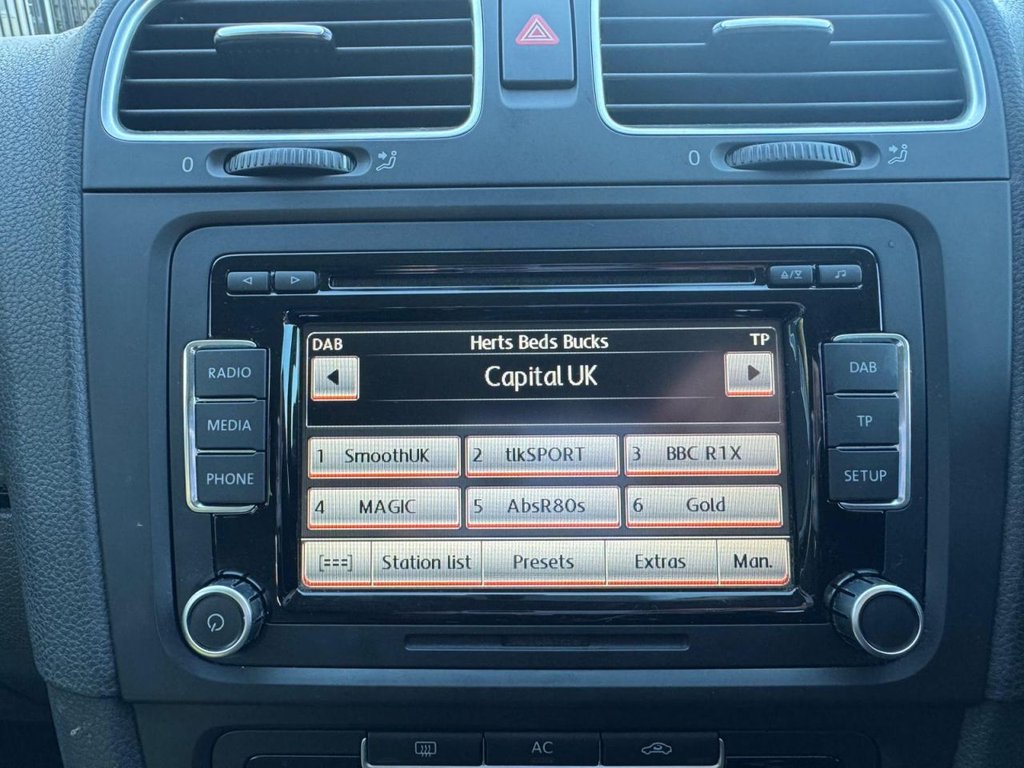 0 0
RADIO
MEDIA
PHONE
DAB Herts Beds Bucks TP
Capital UK
1 SmoothUK 2 tlkSPORT 3 BBC R1X
4 MAGIC 5 AbsR80s 6 Gold
[===] Station list Presets Extras Man.
DAB
TP
SETUP
AC